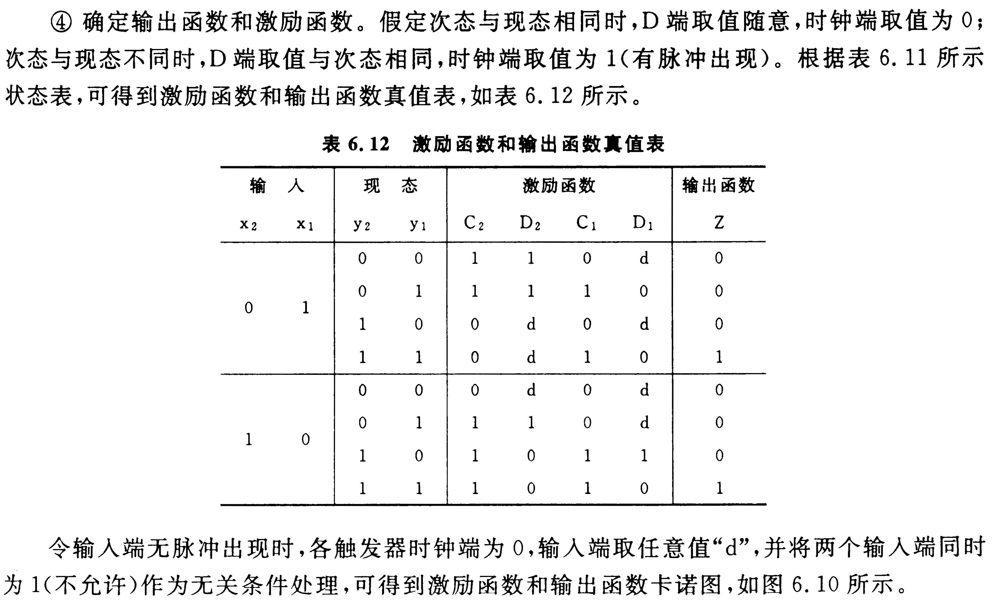 ④ 确定输出函数和激励函数。假定次态与现态相同时,D 端取值随意,时钟端取值为 0;
次态与现态不同时,D 端取值与次态相同,时钟端取值为 1(有脉冲出现)。根据表 6.11 所示
状态表,可得到激励函数和输出函数真值表,如表 6.12 所示。
表 6.12 激励函数和输出函数真值表
输 入 现 态 激励函数 输出函数
x₂ x₁ y₂ y₁ C₂ D₂ C₁ D₁ Z
0 0 1 1 0 d 0
0 1 1 1 1 0 0
0 1
1 0 0 d 0 d 0
1 1 0 d 1 0 1
0 0 0 d 0 d 0
0 1 1 1 0 d 0
1 0
1 0 1 0 1 1 0
1 1 1 0 1 0 1
令输入端无脉冲出现时,各触发器时钟端为 0,输入端取任意值“d”,并将两个输入端同时
为 1(不允许)作为无关条件处理,可得到激励函数和输出函数卡诺图,如图 6.10 所示。